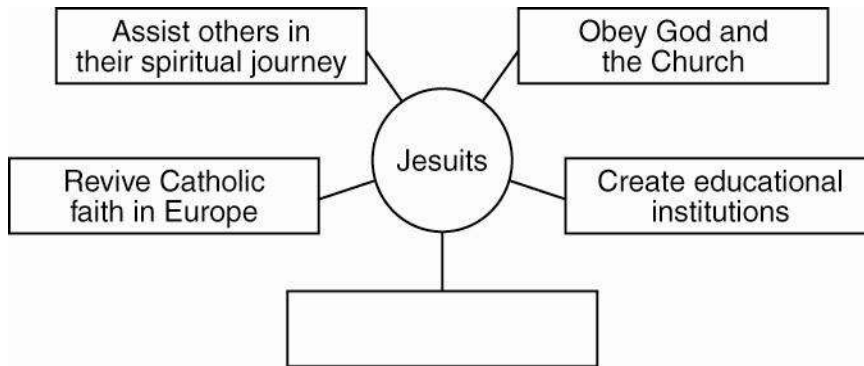 Assist others in
their spiritual journey
Obey God and
the Church
Jesuits
Revive Catholic
faith in Europe
Create educational
institutions